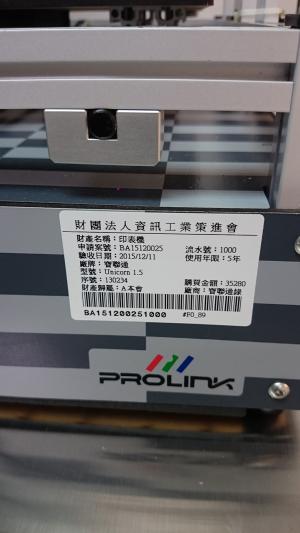 財團法人資訊工業策進會
財產名稱：印表機
申請案號：BA15120025 流水號：1000
驗收日期：2015/12/11 使用年限：5年
廠牌：寶聯通
型號：Unicorn 1.5
序號：130234 購買金額：35280
財產歸屬：A本會 廠商：寶聯通綠
BA151200251000 #F0_89
PROLINK